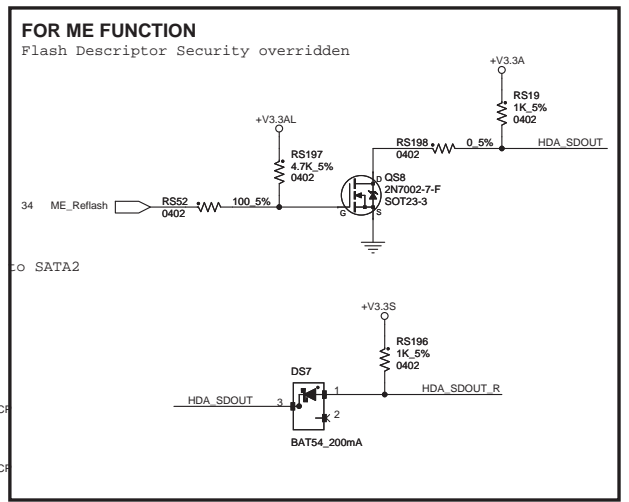 FOR ME FUNCTION
Flash Descriptor Security overridden
+V3.3A
RS19
1K_5%
0402
+V3.3AL
RS197
4.7K_5%
0402
RS198
0402
0_5%
HDA_SDOUT
D
QS8
2N7002-7-F
SOT23-3
G
S
34 ME_Reflash
RS52
0402
100_5%
to SATA2
+V3.3S
RS196
1K_5%
0402
DS7
HDA_SDOUT
3
1
HDA_SDOUT_R
2
BAT54_200mA